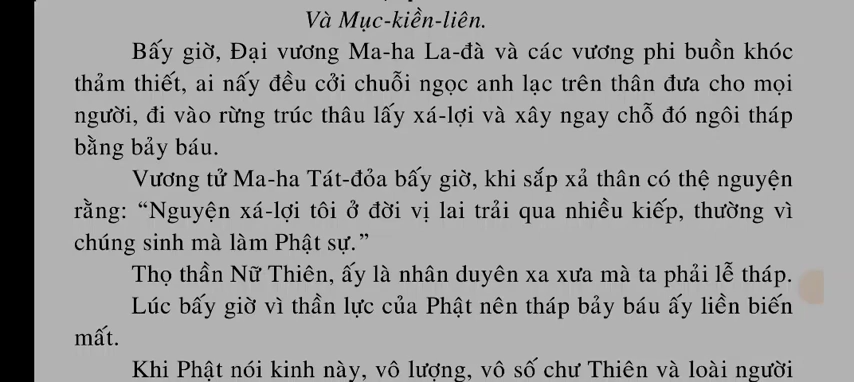 Và Mục-kiền-liên.
Bấy giờ, Đại vương Ma-ha La-đà và các vương phi buồn khóc
thảm thiết, ai nấy đều cởi chuỗi ngọc anh lạc trên thân đưa cho mọi
người, đi vào rừng trúc thâu lấy xá-lợi và xây ngay chỗ đó ngôi tháp
bằng bảy báu.
Vương tử Ma-ha Tát-đỏa bấy giờ, khi sắp xả thân có thệ nguyện
rằng: “Nguyện xá-lợi tôi ở đời vị lai trải qua nhiều kiếp, thường vì
chúng sinh mà làm Phật sự.”
Thọ thần Nữ Thiên, ấy là nhân duyên xa xưa mà ta phải lễ tháp.
Lúc bấy giờ vì thần lực của Phật nên tháp bảy báu ấy liền biến
mất.
Khi Phật nói kinh này, vô lượng, vô số chư Thiên và loài người